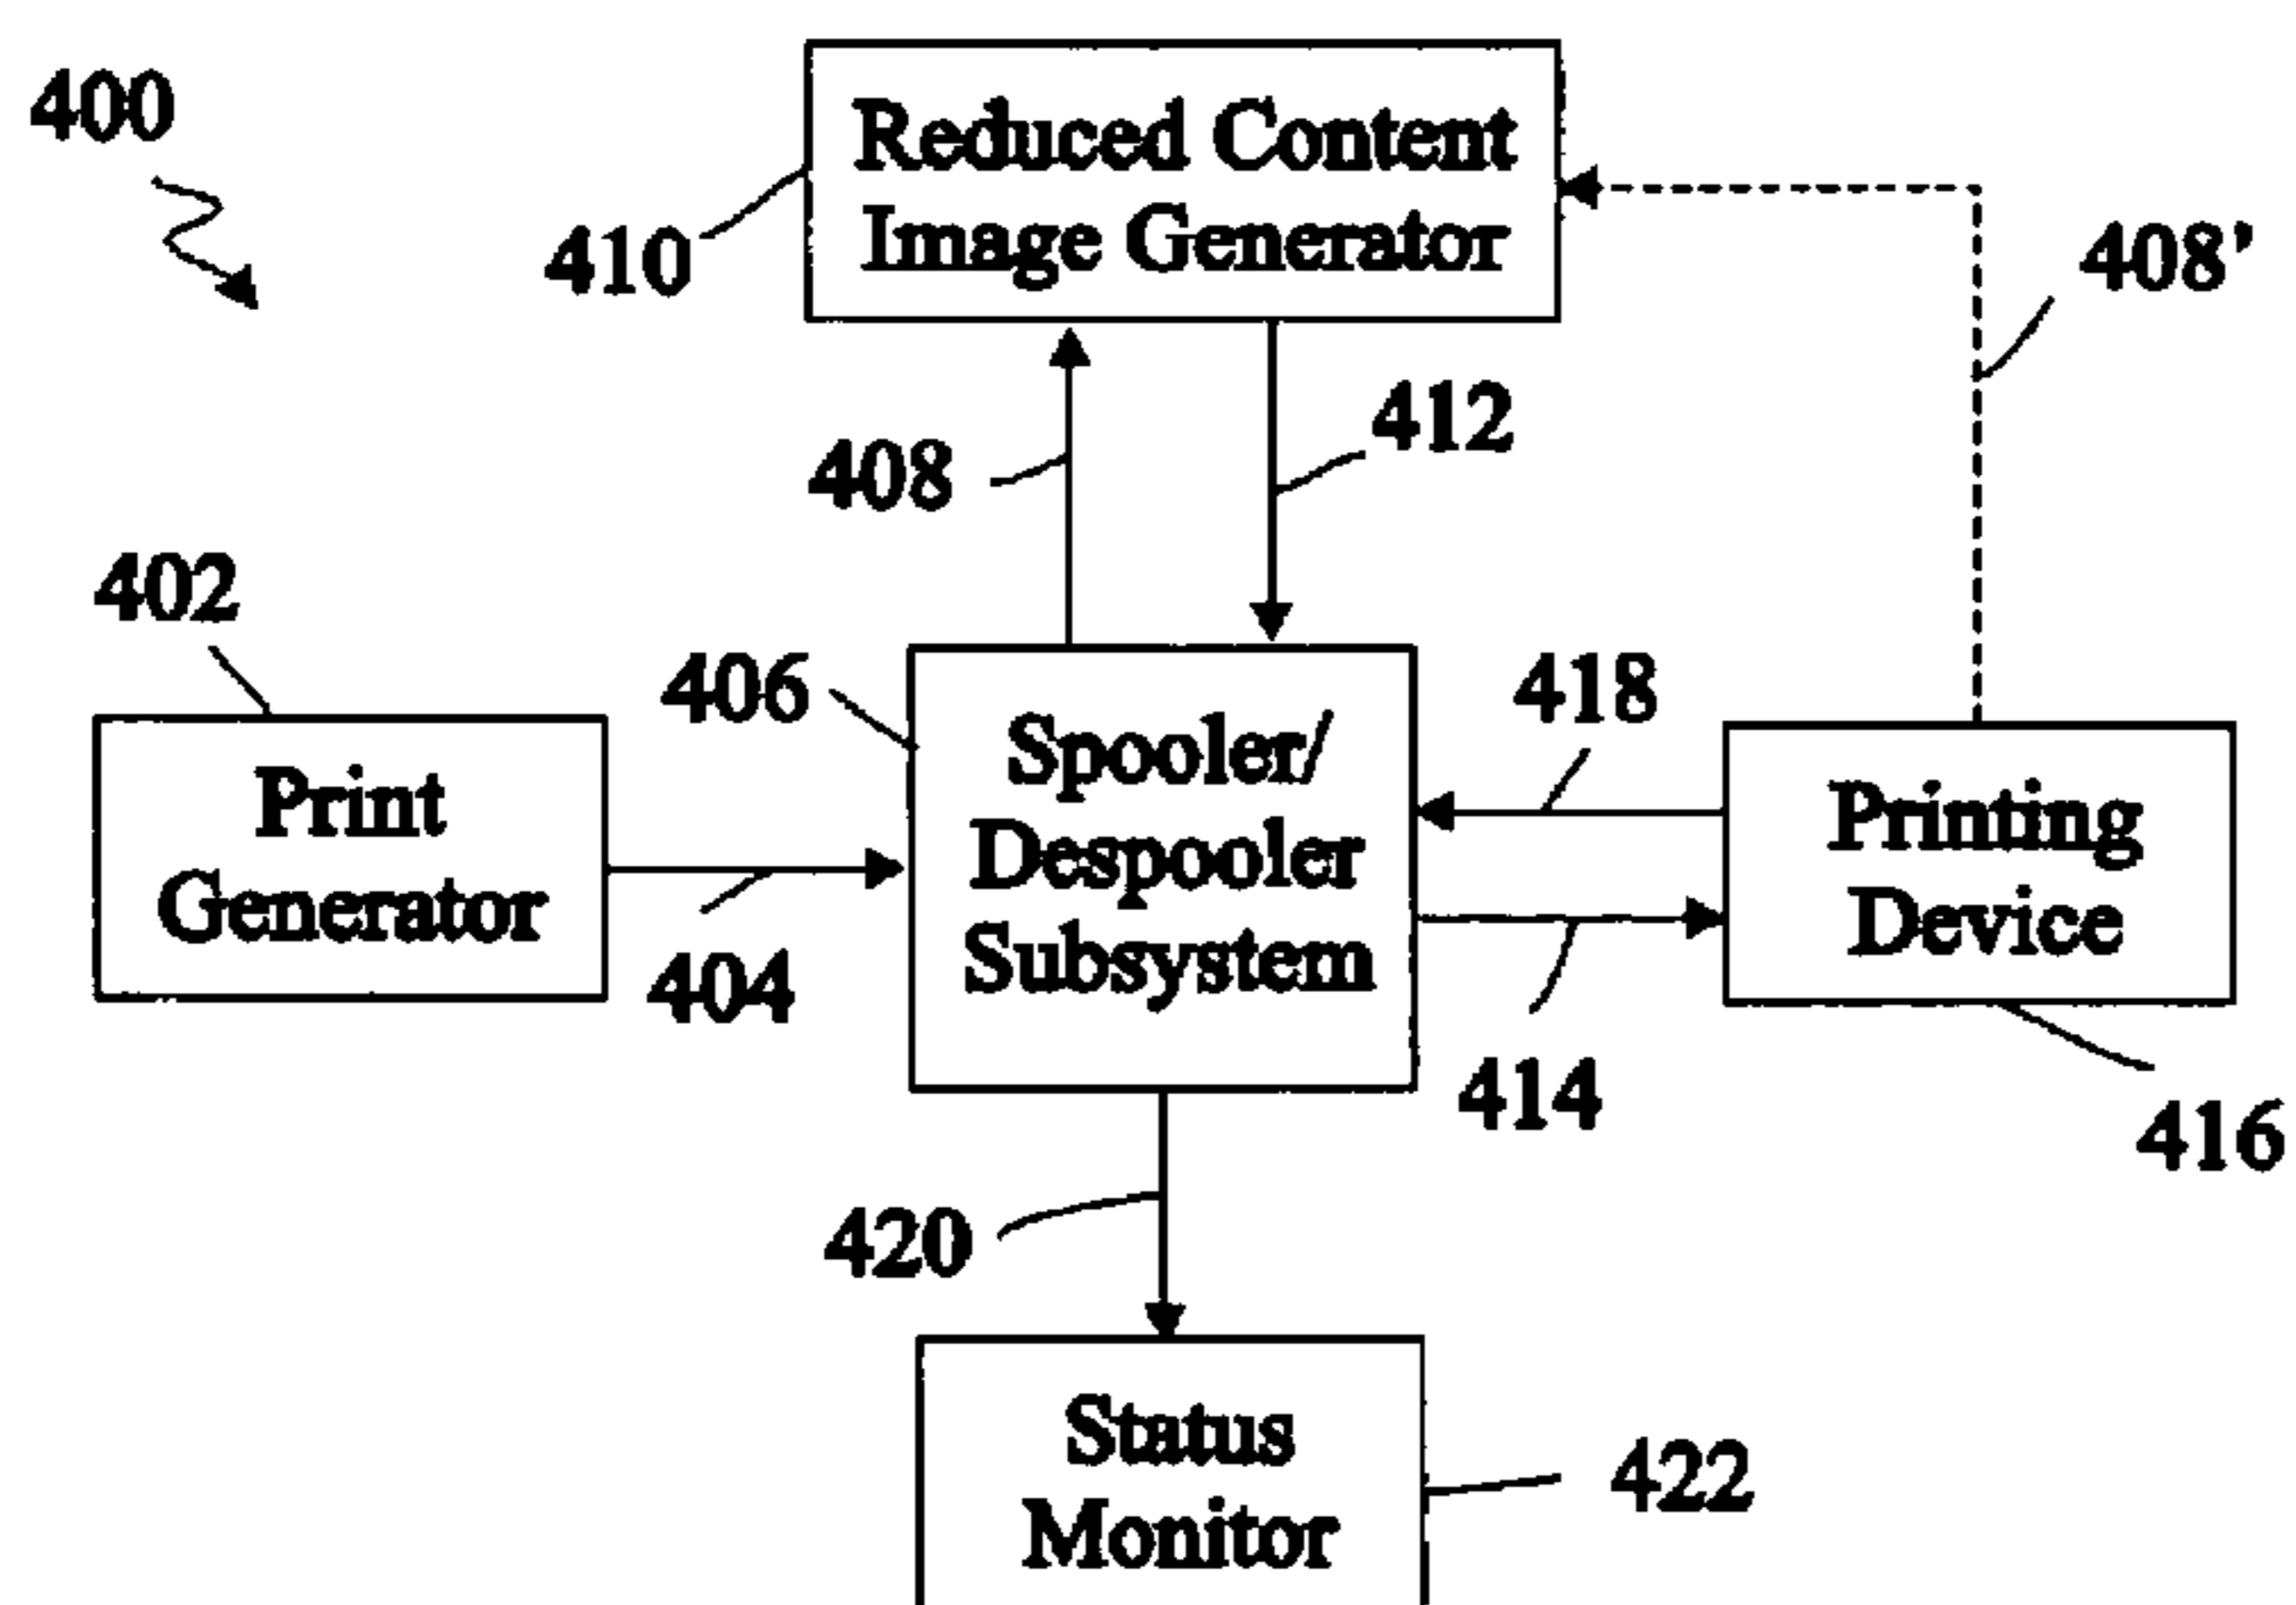 400
Reduced Content
Image Generator
410
408'
408
412
402
406
418
Print
Generator
Spooler/
Despooler
Subsystem
Printing
Device
404
414
416
420
Status
Monitor
422